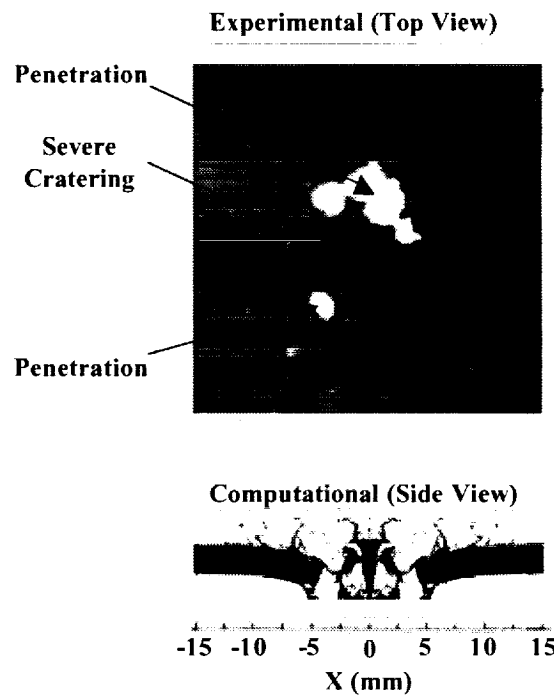 Experimental (Top View)
Penetration
Severe
Cratering
Penetration
Computational (Side View)
-15 -10 -5 0 5 10 15
X (mm)